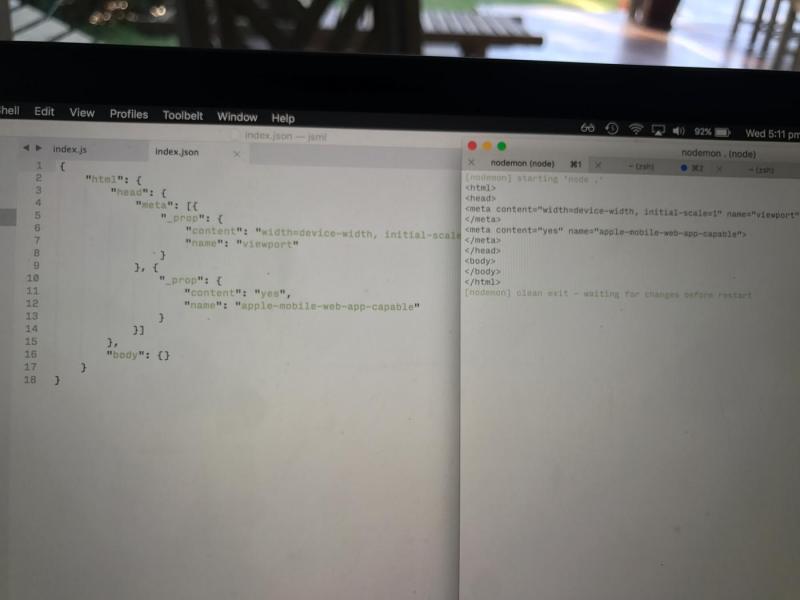 hell Edit View Profiles Toolbelt Window Help
92% Wed 5:11 pm
index.json — jsml
index.js
index.json
1 {
2 "html": {
3 "head": {
4 "meta": [{
5 "_prop": {
6 "content": "width=device-width, initial-scale
7 "name": "viewport"
8 }
9 }, {
10 "_prop": {
11 "content": "yes",
12 "name": "apple-mobile-web-app-capable"
13 }
14 }]
15 },
16 "body": {}
17 }
18 }
nodemon . (node)
nodemon (node) ⌘1
~ (zsh) ⌘2
~ (zsh)
[nodemon] starting `node .`
<html>
<head>
<meta content="width=device-width, initial-scale=1" name="viewport"
</meta>
<meta content="yes" name="apple-mobile-web-app-capable">
</meta>
</head>
<body>
</body>
</html>
[nodemon] clean exit - waiting for changes before restart